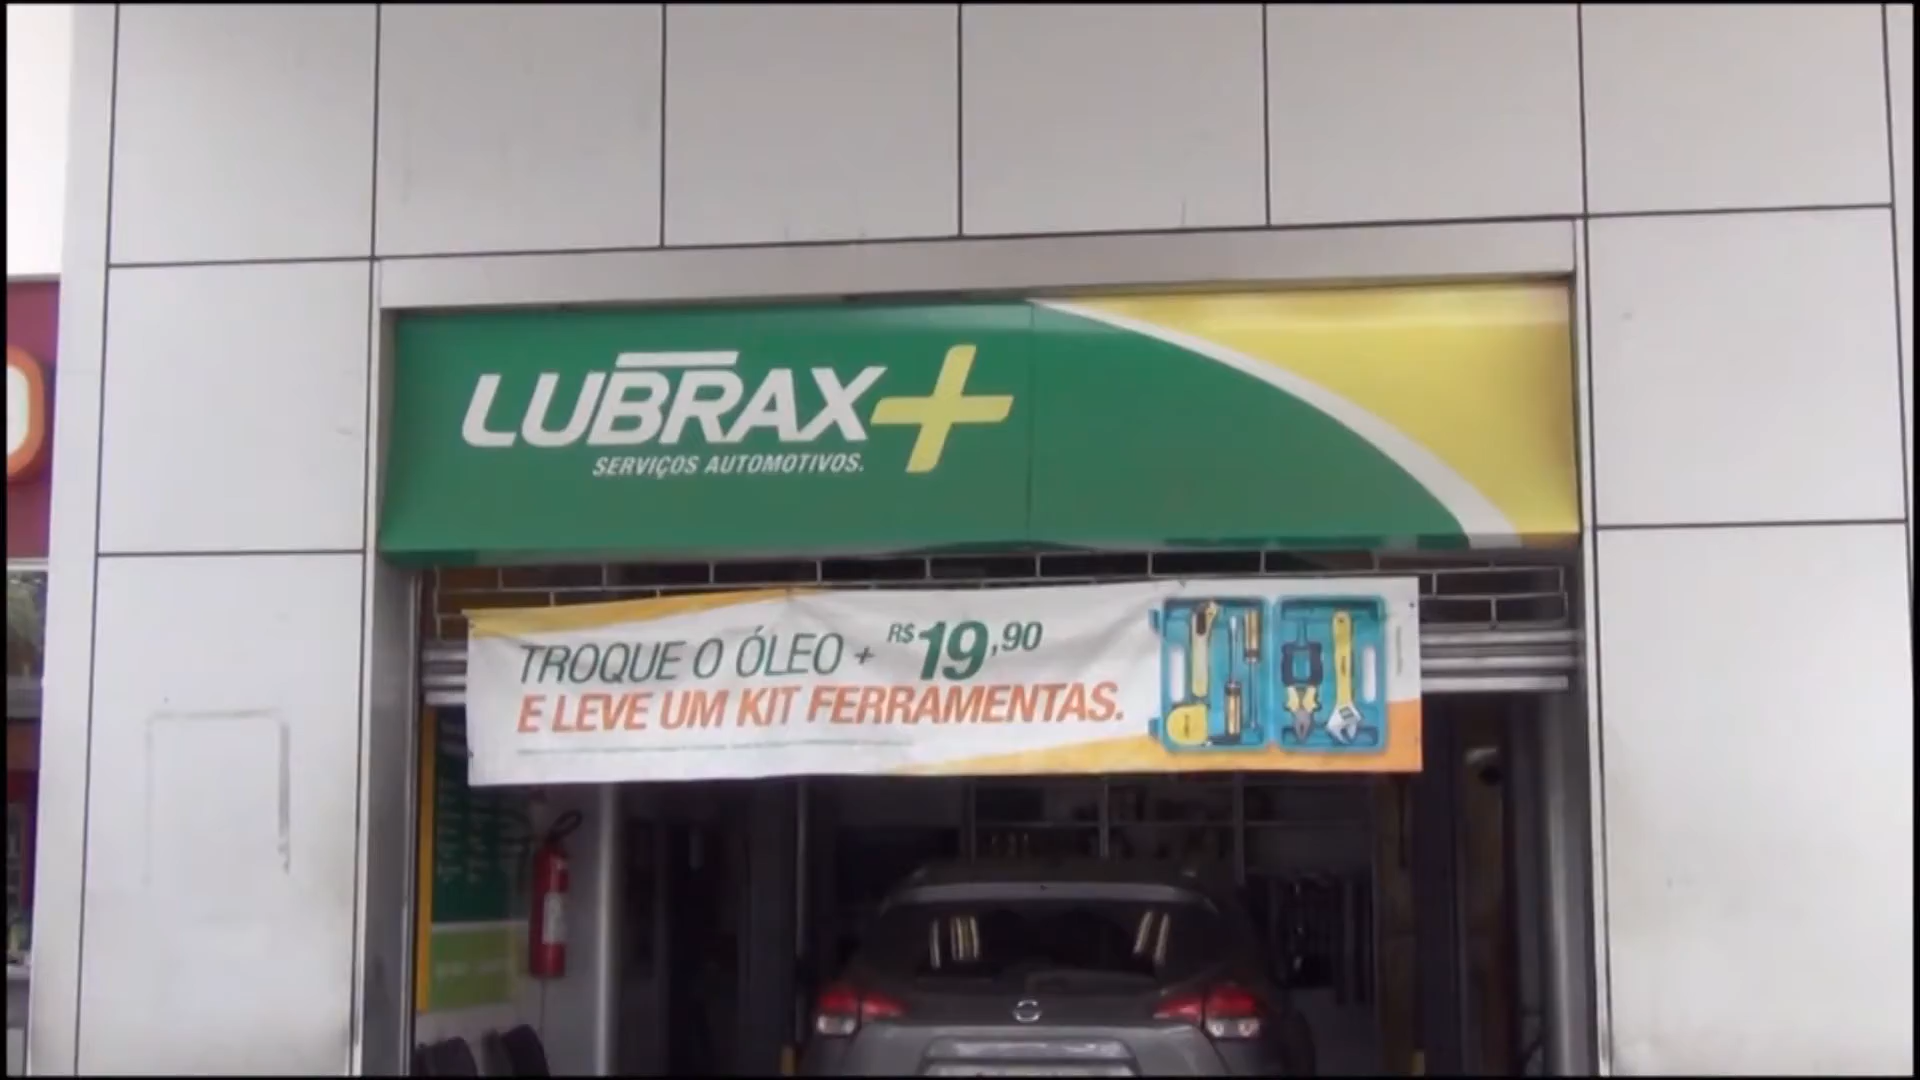 LUBRAX+
SERVIÇOS AUTOMOTIVOS.
TROQUE O ÓLEO + R$ 19,90
E LEVE UM KIT FERRAMENTAS.